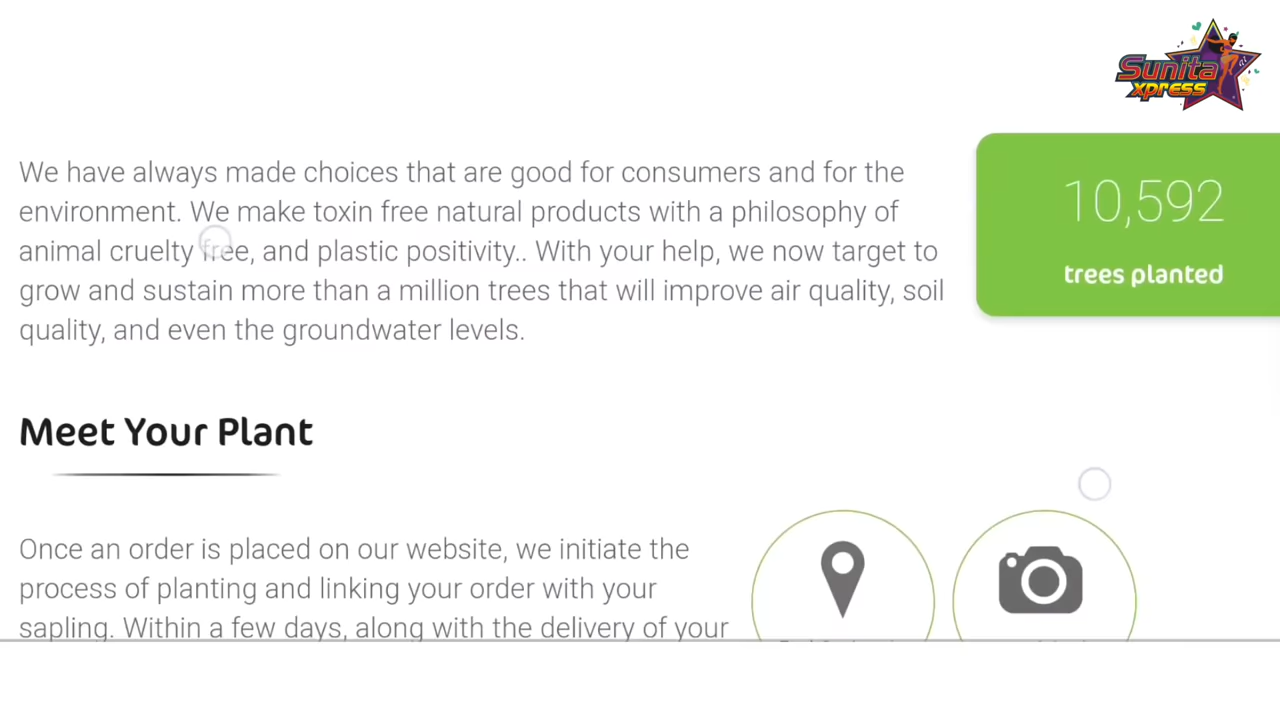 Sunita
xpress
We have always made choices that are good for consumers and for the
environment. We make toxin free natural products with a philosophy of
animal cruelty free, and plastic positivity.. With your help, we now target to
grow and sustain more than a million trees that will improve air quality, soil
quality, and even the groundwater levels.
10,592
trees planted
Meet Your Plant
Once an order is placed on our website, we initiate the
process of planting and linking your order with your
sapling. Within a few days, along with the delivery of your